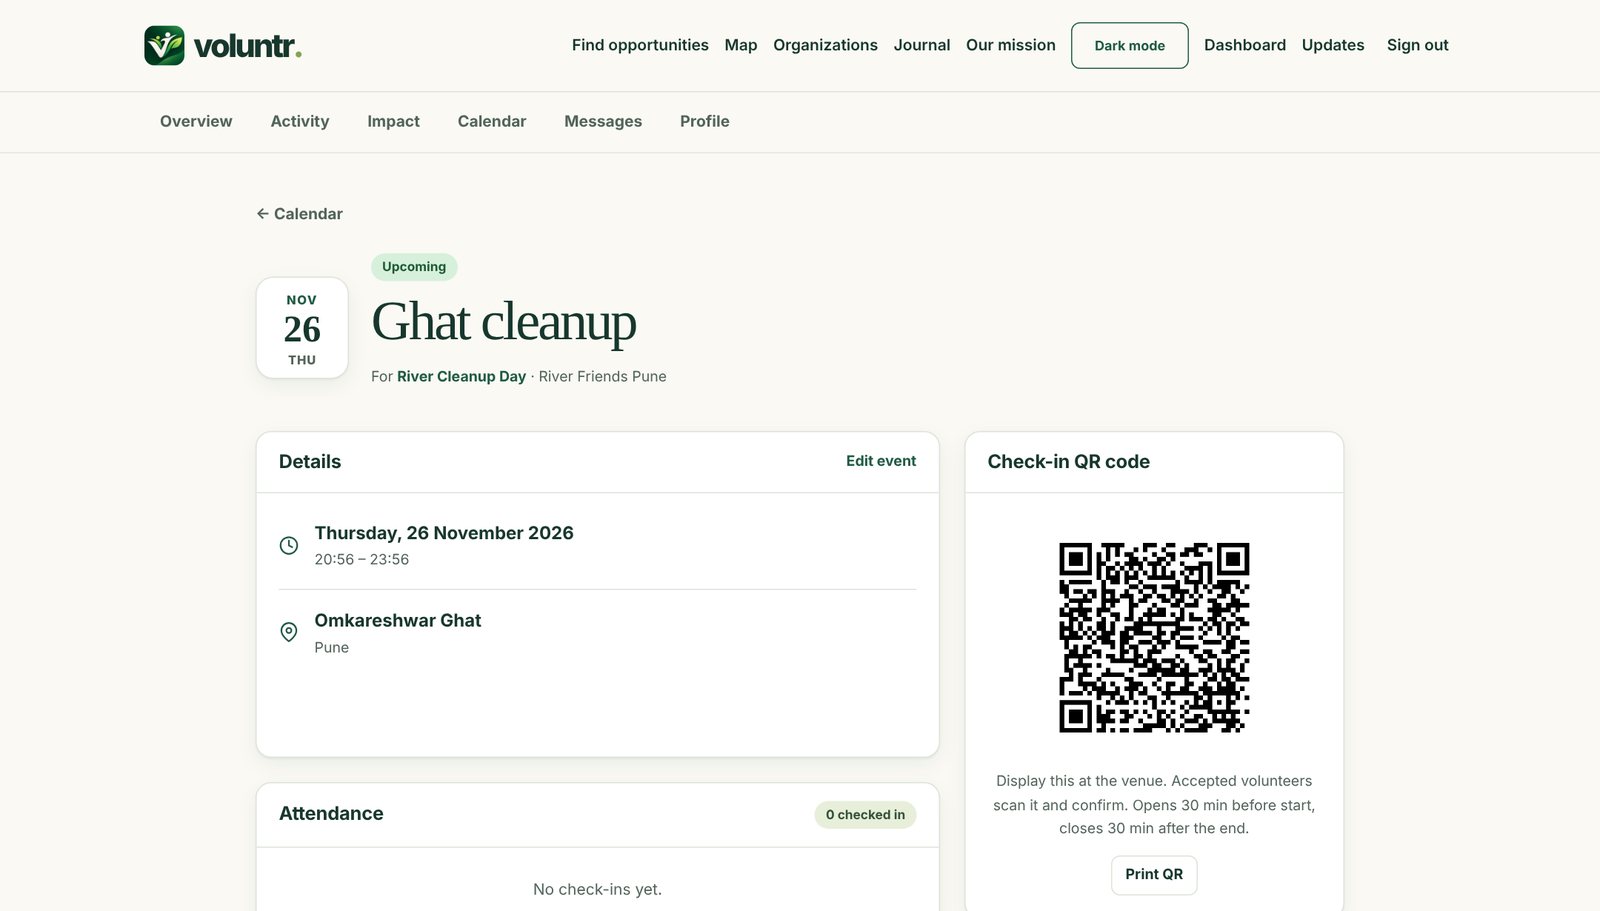 voluntr.
Find opportunities Map Organizations Journal Our mission Dark mode Dashboard Updates Sign out
Overview Activity Impact Calendar Messages Profile
← Calendar
Upcoming
NOV
26
THU
Ghat cleanup
For River Cleanup Day · River Friends Pune
Details Edit event
Thursday, 26 November 2026
20:56 – 23:56
Omkareshwar Ghat
Pune
Attendance 0 checked in
No check-ins yet.
Check-in QR code
Display this at the venue. Accepted volunteers
scan it and confirm. Opens 30 min before start,
closes 30 min after the end.
Print QR